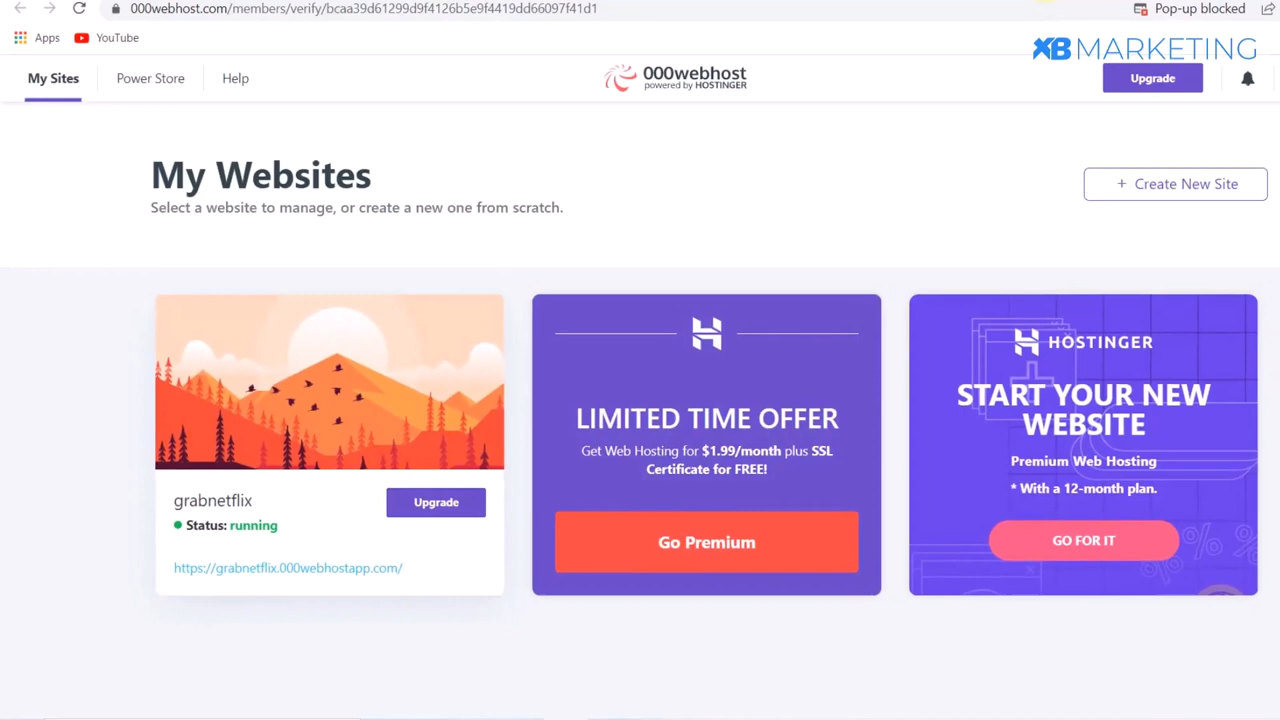 000webhost.com/members/verify/bcaa39d61299d9f4126b5e9f4419dd66097f41d1
Pop-up blocked
Apps
YouTube
XB MARKETING
My Sites
Power Store
Help
000webhost
powered by HOSTINGER
Upgrade
My Websites
Select a website to manage, or create a new one from scratch.
+ Create New Site
grabnetflix
Upgrade
Status: running
https://grabnetflix.000webhostapp.com/
LIMITED TIME OFFER
Get Web Hosting for $1.99/month plus SSL
Certificate for FREE!
Go Premium
HOSTINGER
START YOUR NEW
WEBSITE
Premium Web Hosting
* With a 12-month plan.
GO FOR IT